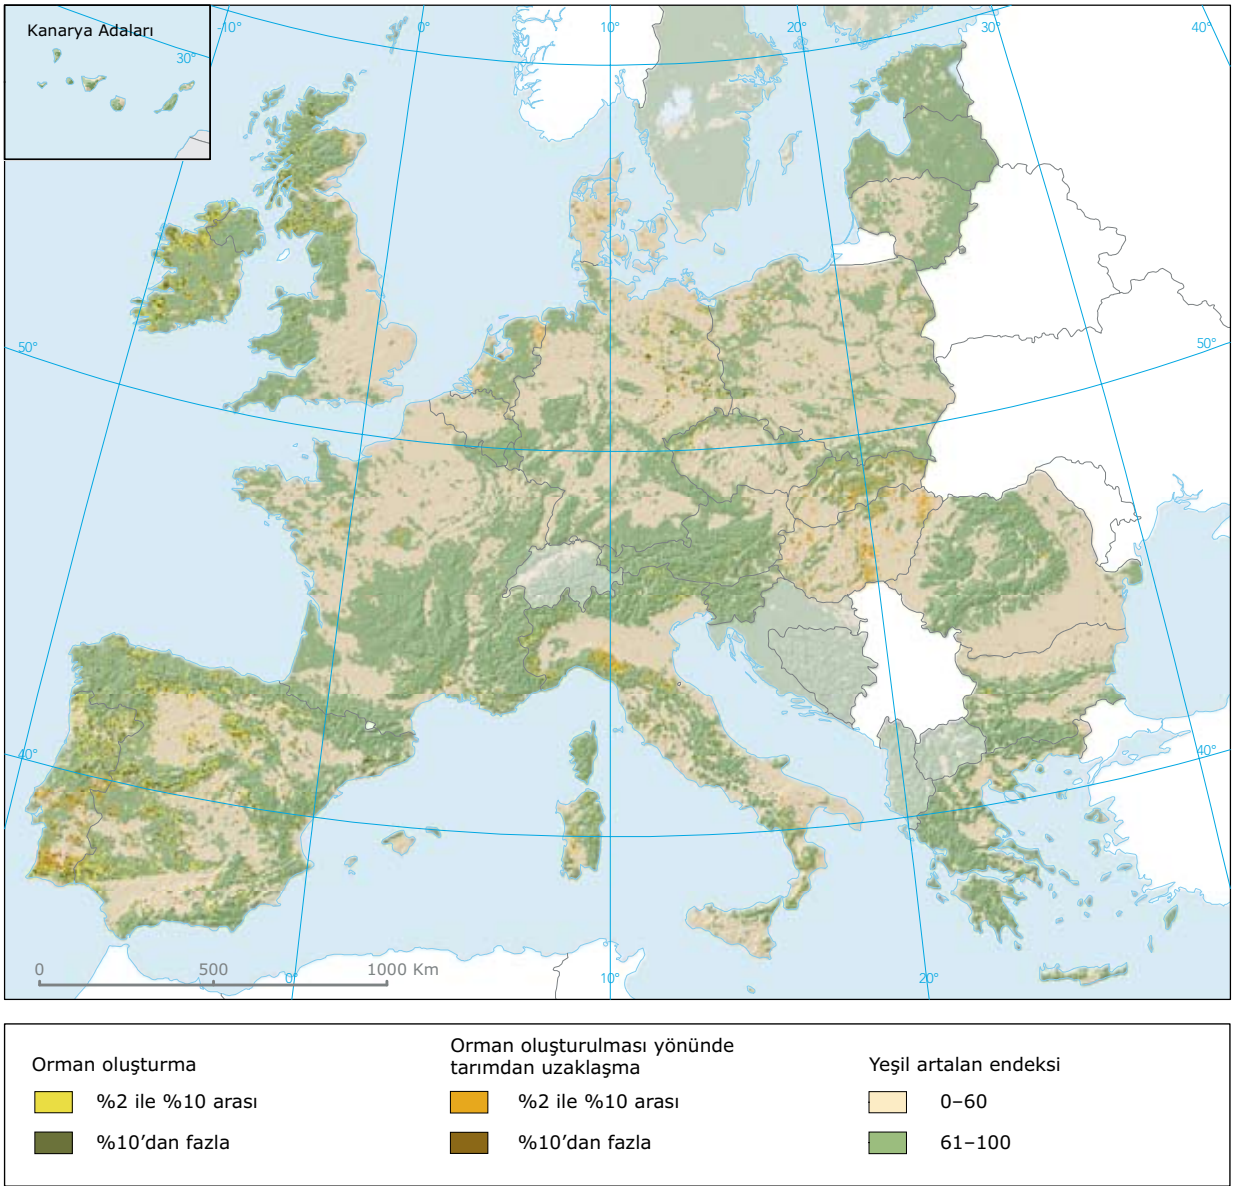 Kanarya Adaları
30°
-10°
0°
10°
20°
30°
40°
50°
50°
40°
40°
0
500
1000 Km
0°
10°
20°
Orman oluşturma
%2 ile %10 arası
%10’dan fazla
Orman oluşturulması yönünde
tarımdan uzaklaşma
%2 ile %10 arası
%10’dan fazla
Yeşil artalan endeksi
0–60
61–100